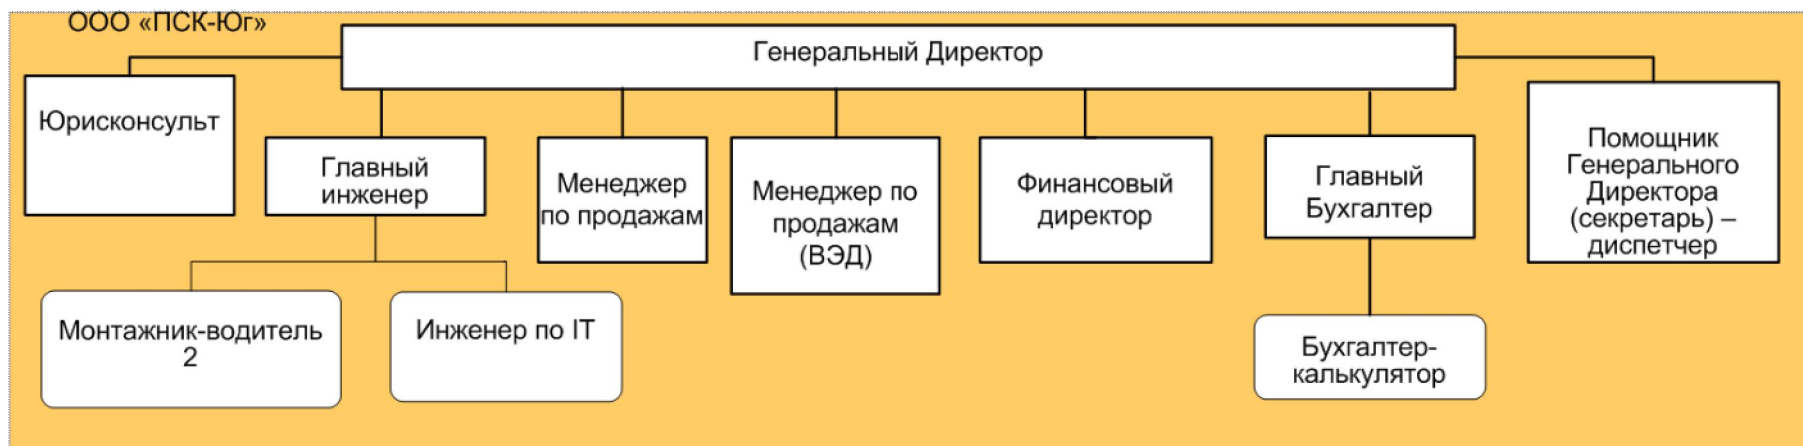 ООО «ПСК-Юг»
Генеральный Директор
Юрисконсульт
Главный
инженер
Менеджер
по продажам
Менеджер по
продажам
(ВЭД)
Финансовый
директор
Главный
Бухгалтер
Помощник
Генерального
Директора
(секретарь) –
диспетчер
Монтажник-водитель
2
Инженер по IT
Бухгалтер-
калькулятор